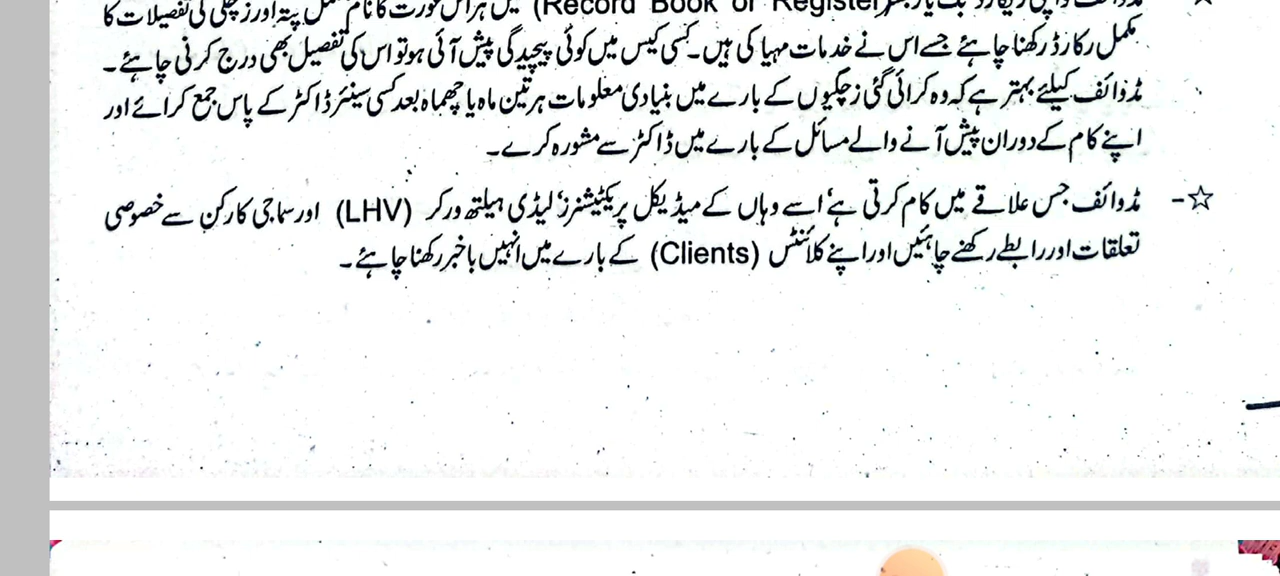 مڈوائف اپنی ریکارڈ بک یا رجسٹر (Record Book or Register) میں ہر اس عورت کا نام مکمل پتہ اور زچگی کی تفصیلات کا
مکمل رکارڈ رکھنا چاہئے جسے اس نے خدمات مہیا کی ہیں۔ کسی کیس میں کوئی پیچیدگی پیش آئی ہو تو اس کی تفصیل بھی درج کرنی چاہئے۔
مڈوائف کیلئے بہتر ہے کہ وہ کرائی گئی زچگیوں کے بارے میں بنیادی معلومات ہر تین ماہ یا چھ ماہ بعد کسی سینئر ڈاکٹر کے پاس جمع کرائے اور
اپنے کام کے دوران پیش آنے والے مسائل کے بارے میں ڈاکٹر سے مشورہ کرے۔
☆- مڈوائف جس علاقے میں کام کرتی ہے، اسے وہاں کے میڈیکل پریکٹیشنرز، لیڈی ہیلتھ ورکر (LHV) اور سماجی کارکن سے خصوصی
تعلقات اور رابطے رکھنے چاہئیں اور اپنے کلائنٹس (Clients) کے بارے میں انہیں باخبر رکھنا چاہئے۔